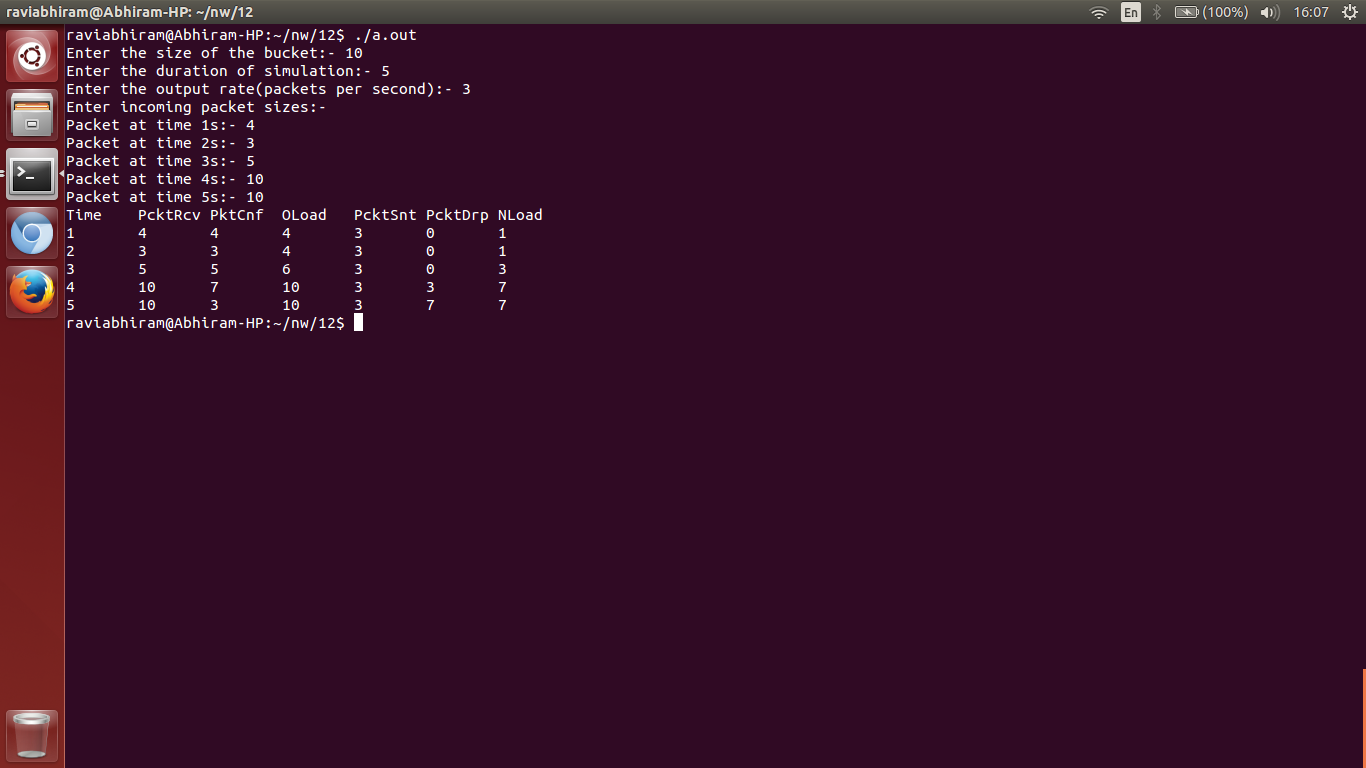 raviabhiram@Abhiram-HP: ~/nw/12 En (100%) 16:07
raviabhiram@Abhiram-HP:~/nw/12$ ./a.out
Enter the size of the bucket:- 10
Enter the duration of simulation:- 5
Enter the output rate(packets per second):- 3
Enter incoming packet sizes:-
Packet at time 1s:- 4
Packet at time 2s:- 3
Packet at time 3s:- 5
Packet at time 4s:- 10
Packet at time 5s:- 10
Time PcktRcv PktCnf OLoad PcktSnt PcktDrp NLoad
1 4 4 4 3 0 1
2 3 3 4 3 0 1
3 5 5 6 3 0 3
4 10 7 10 3 3 7
5 10 3 10 3 7 7
raviabhiram@Abhiram-HP:~/nw/12$